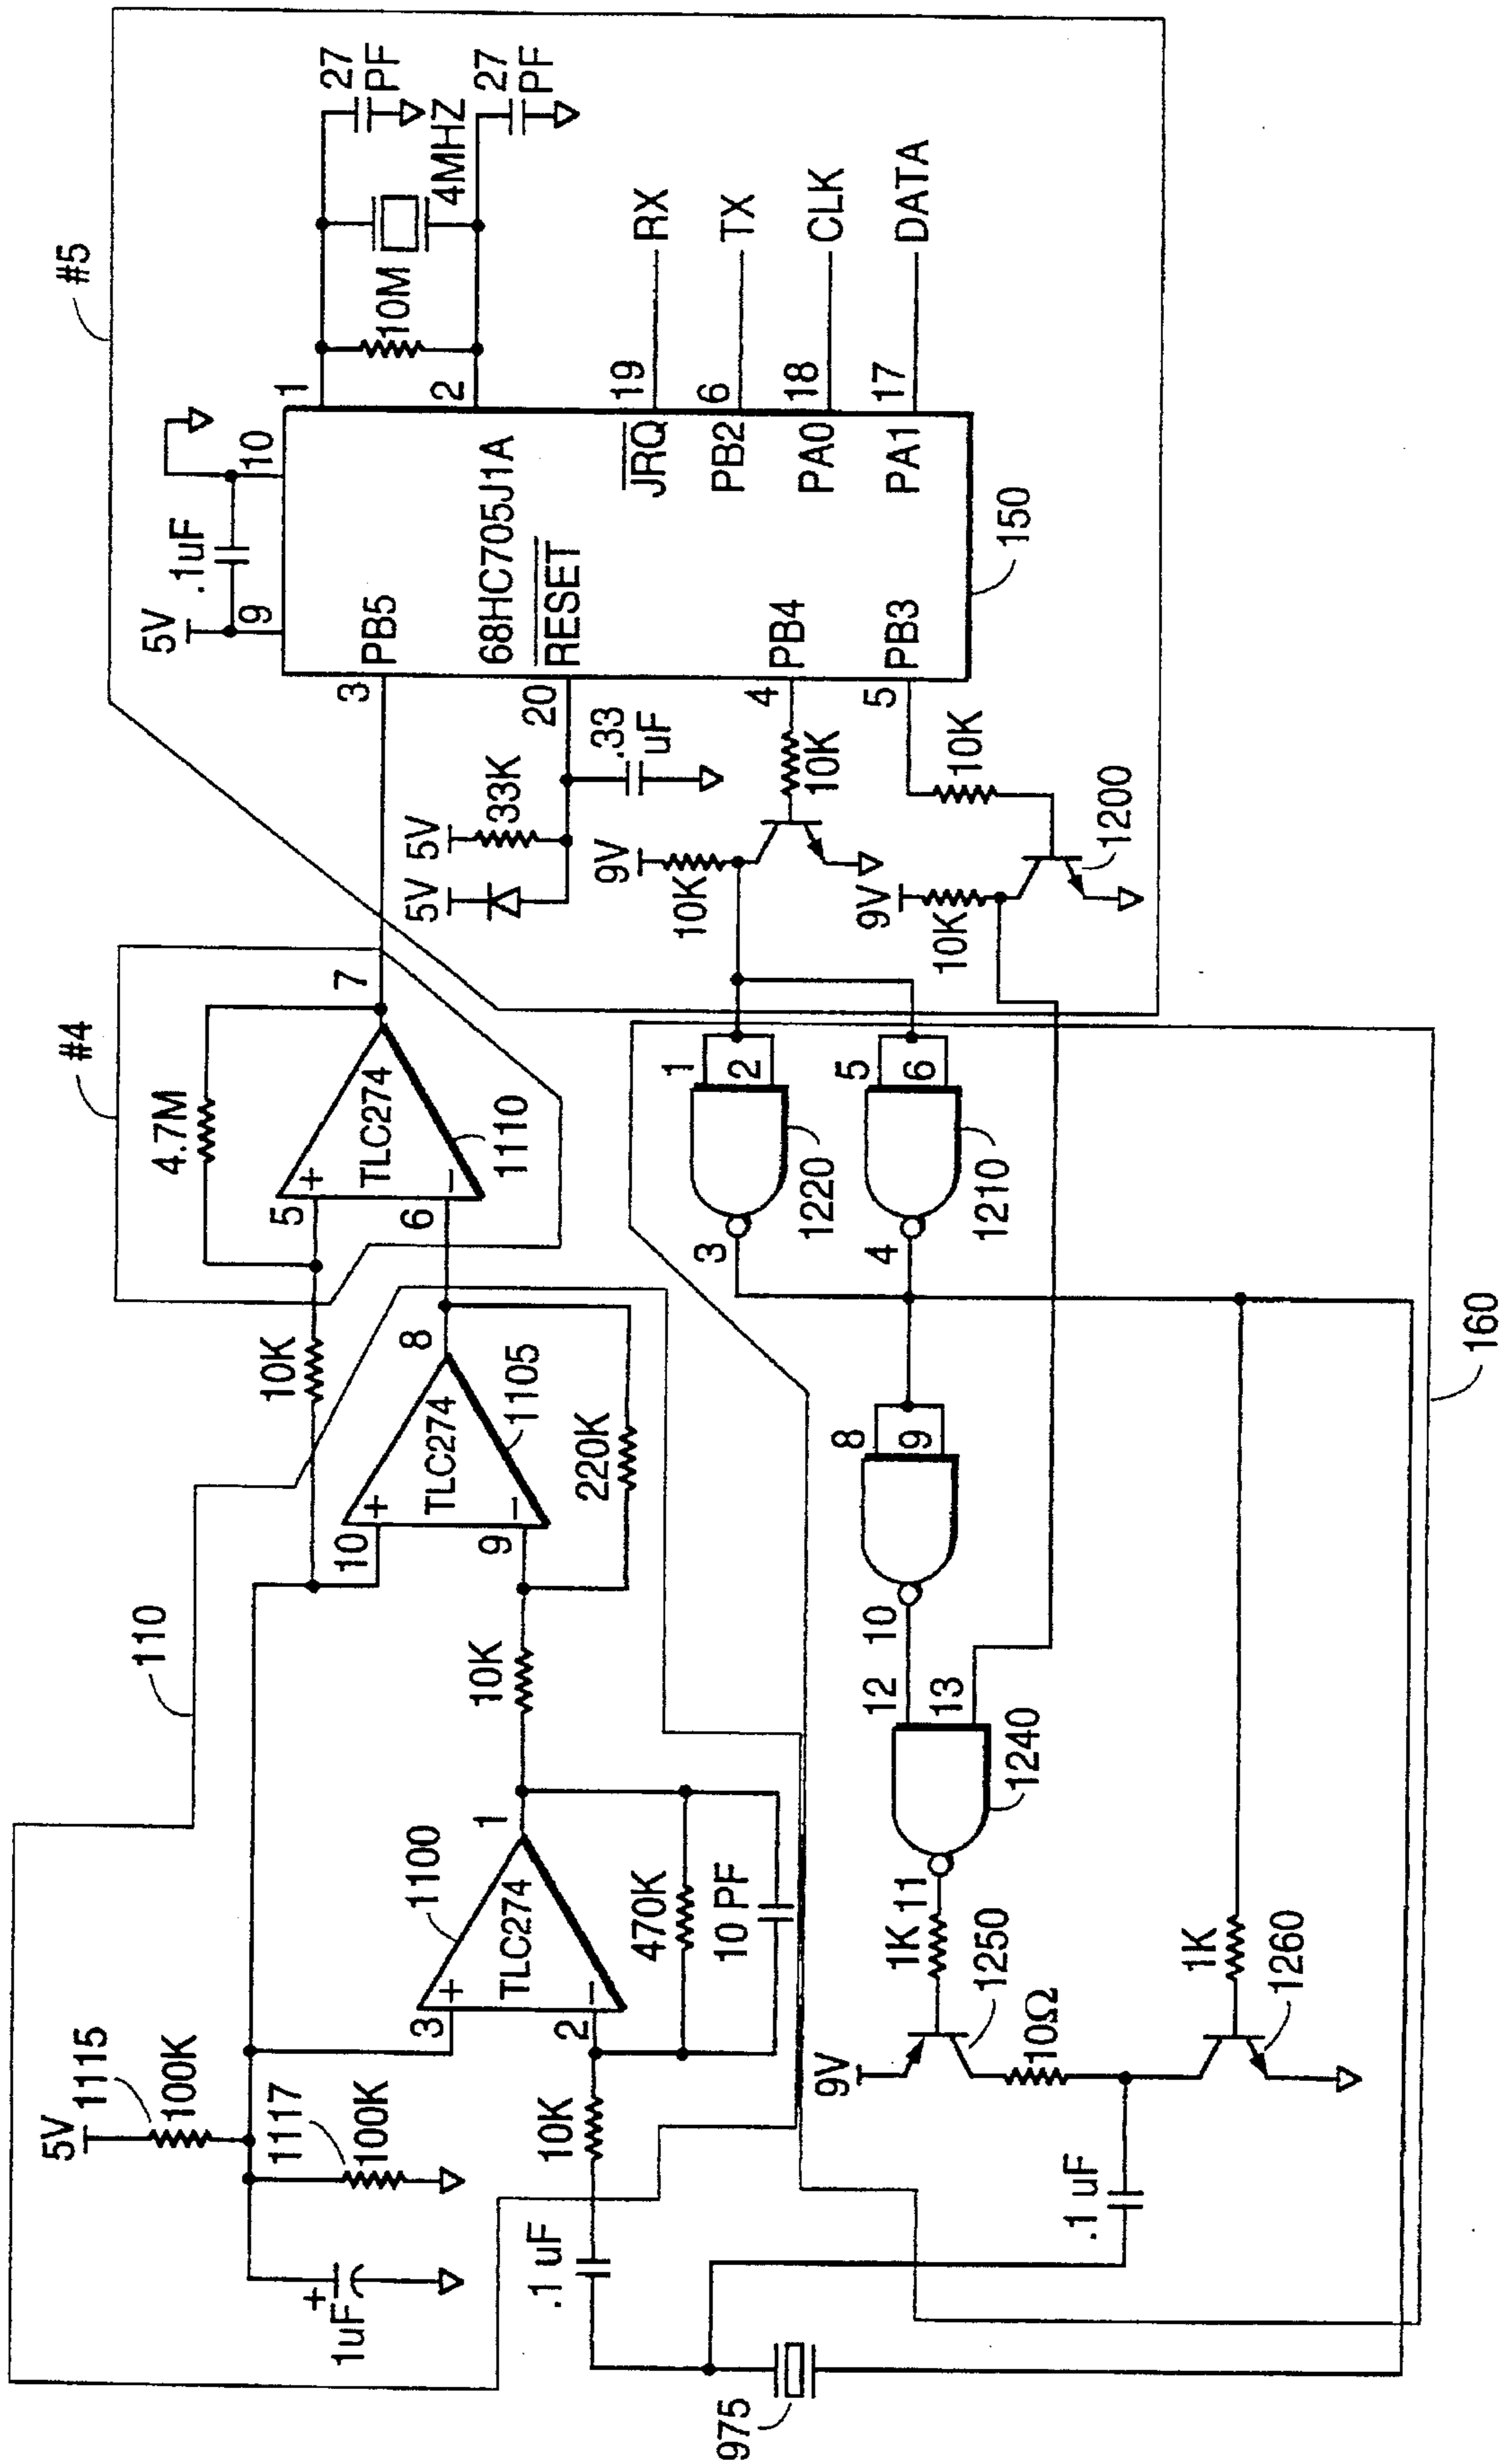 5V
1115
100K
1117
100K
+
1uF
110
10K
#4
4.7M
#5
5V
.1uF
9
10
27
PF
4MHZ
27
PF
10M
1
2
PB5
3
68HC705J1A
RESET
20
JRQ
19
RX
PB2
6
TX
PA0
18
CLK
PA1
17
DATA
PB4
4
PB3
5
150
5V
5V
33K
.33
uF
9V
10K
10K
10K
9V
10K
1200
5
+
TLC274
6
−
7
1110
10
+
TLC274
9
−
8
1105
220K
10K
3
+
TLC274
2
−
1
1100
470K
10 PF
10K
.1 uF
975
1
2
3
1220
5
6
4
1210
8
9
10
12
13
11
1240
1K
9V
1250
10Ω
1K
1260
.1 uF
160